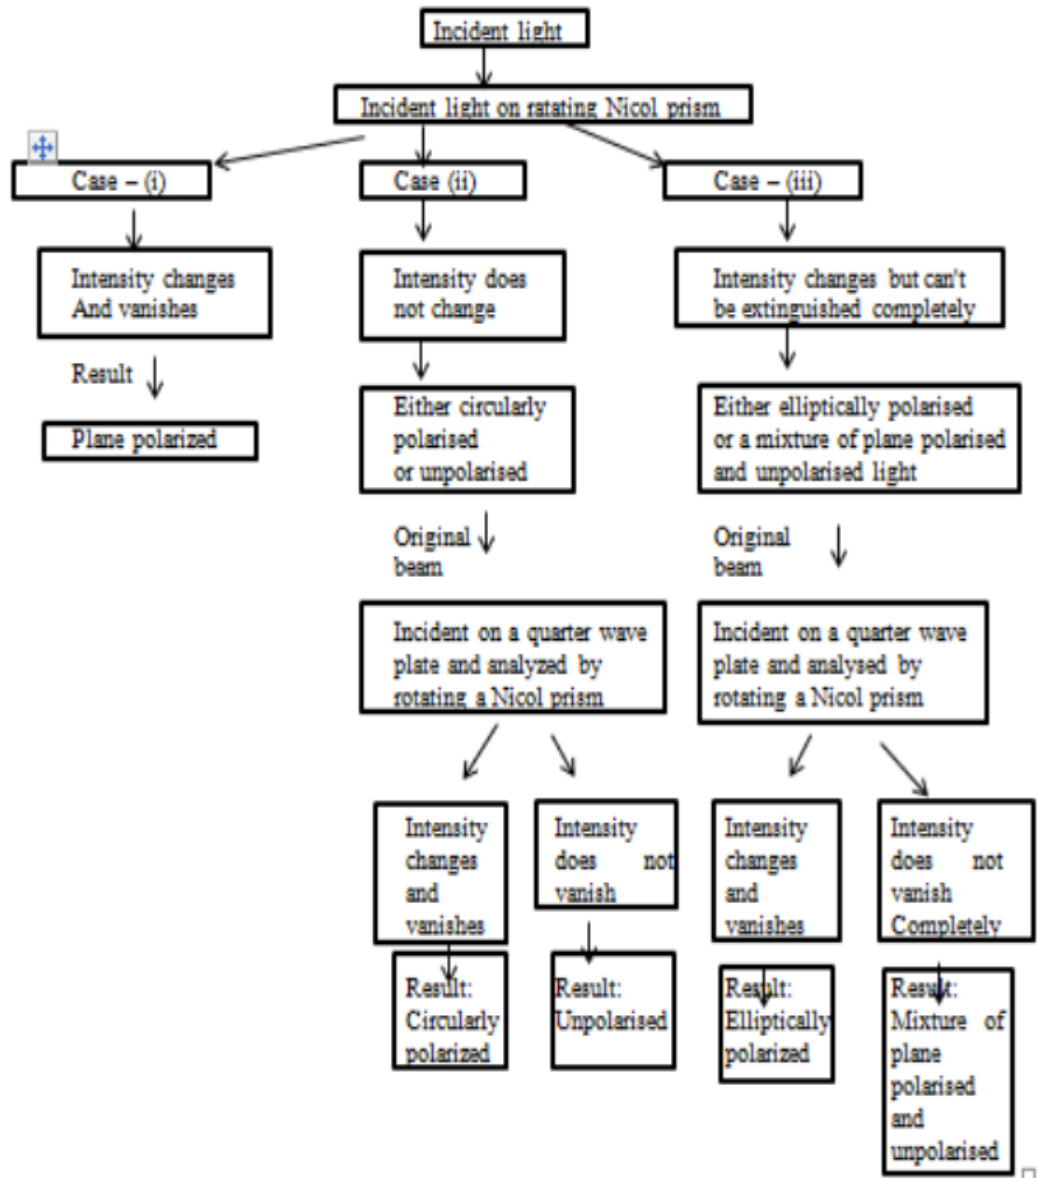 Incident light
Incident light on ratating Nicol prism
Case – (i)
Case (ii)
Case – (iii)
Intensity changes
And vanishes
Intensity does
not change
Intensity changes but can't
be extinguished completely
Result
Plane polarized
Either circularly
polarised
or unpolarised
Either elliptically polarised
or a mixture of plane polarised
and unpolarised light
Original
beam
Original
beam
Incident on a quarter wave
plate and analyzed by
rotating a Nicol prism
Incident on a quarter wave
plate and analysed by
rotating a Nicol prism
Intensity
changes
and
vanishes
Intensity
does not
vanish
Intensity
changes
and
vanishes
Intensity
does not
vanish
Completely
Result:
Circularly
polarized
Result:
Unpolarised
Result:
Elliptically
polarized
Result:
Mixture of
plane
polarised
and
unpolarised